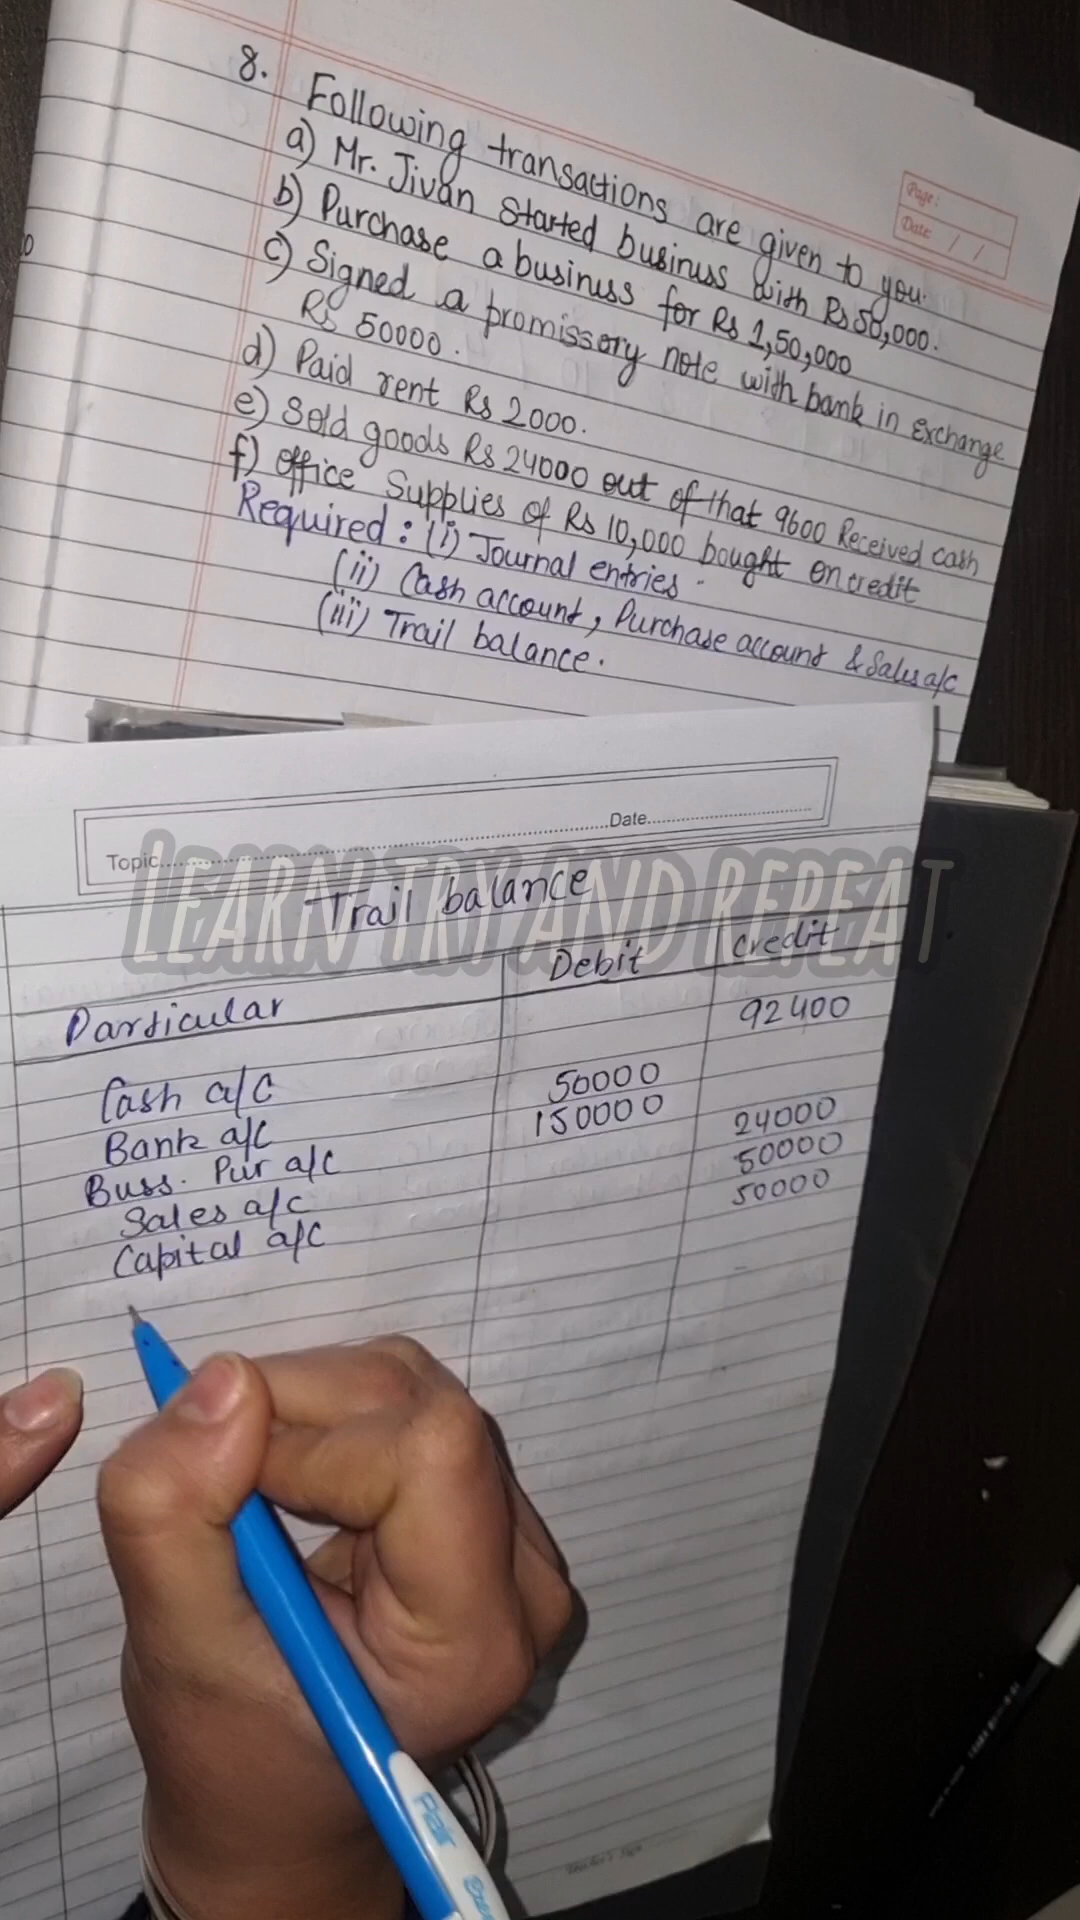 8. Following transactions are given to you.
a) Mr. Jivan Started business with Rs 50,000.
b) Purchase a business for Rs 1,50,000
c) Signed a promissory note with bank in exchange
Rs 50000.
d) Paid rent Rs 2000.
e) Sold goods Rs 24000 out of that 9600 Received cash
f) Office Supplies of Rs 10,000 bought on credit
Required: (i) Journal entries.
(ii) Cash account, Purchase account & Sales a/c
(iii) Trail balance.
Page:
Date: / /
Topic
Date
LEARN TRY AND REPEAT
Trail balance
Particular Debit credit
92400
Cash a/c 50000
Bank a/c 150000
Buss. Pur a/c 24000
Sales a/c 50000
Capital a/c 50000
Flair